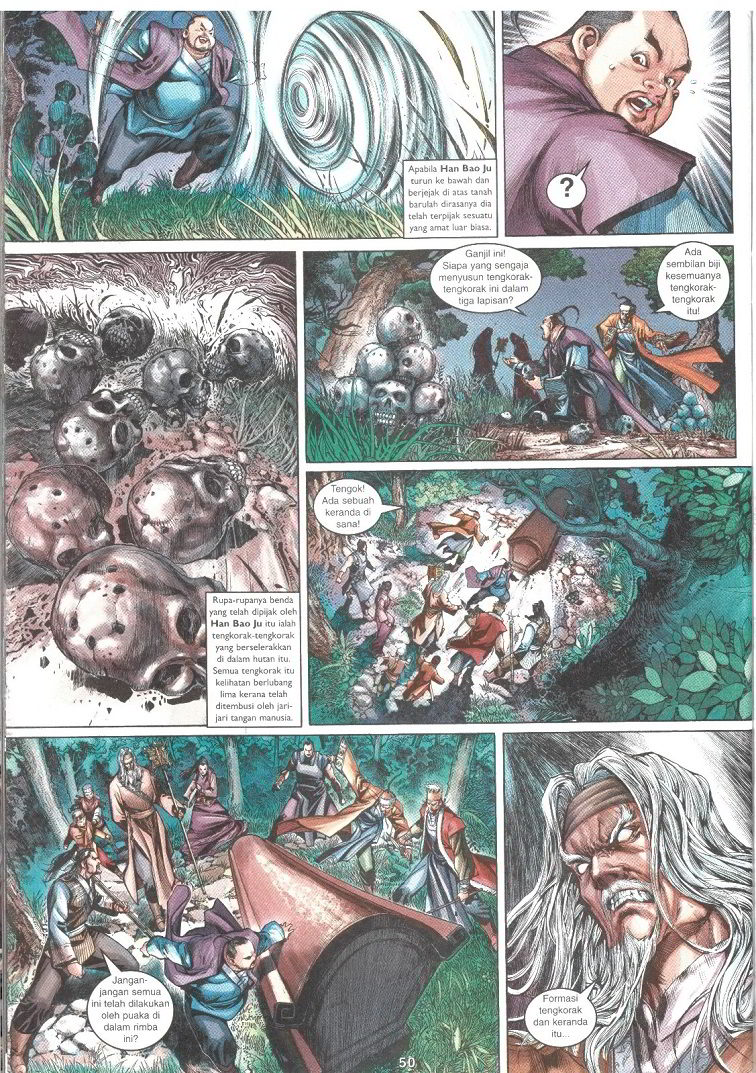 Apabila Han Bao Ju
turun ke bawah dan
berjejak di atas tanah
barulah dirasanya dia
telah terpijak sesuatu
yang amat luar biasa.
?
Rupa-rupanya benda
yang telah dipijak oleh
Han Bao Ju itu ialah
tengkorak-tengkorak
yang berselerakkan
di dalam hutan itu.
Semua tengkorak itu
kelihatan berlubang
lima kerana telah
ditembusi oleh jari-
jari tangan manusia.
Ganjil ini!
Siapa yang sengaja
menyusun tengkorak-
tengkorak ini dalam
tiga lapisan?
Ada
sembilan biji
kesemuanya
tengkorak-
tengkorak
itu!
Tengok!
Ada sebuah
keranda di
sana!
Jangan-
jangan semua
ini telah dilakukan
oleh puaka di
dalam rimba
ini?
Formasi
tengkorak
dan keranda
itu...
50